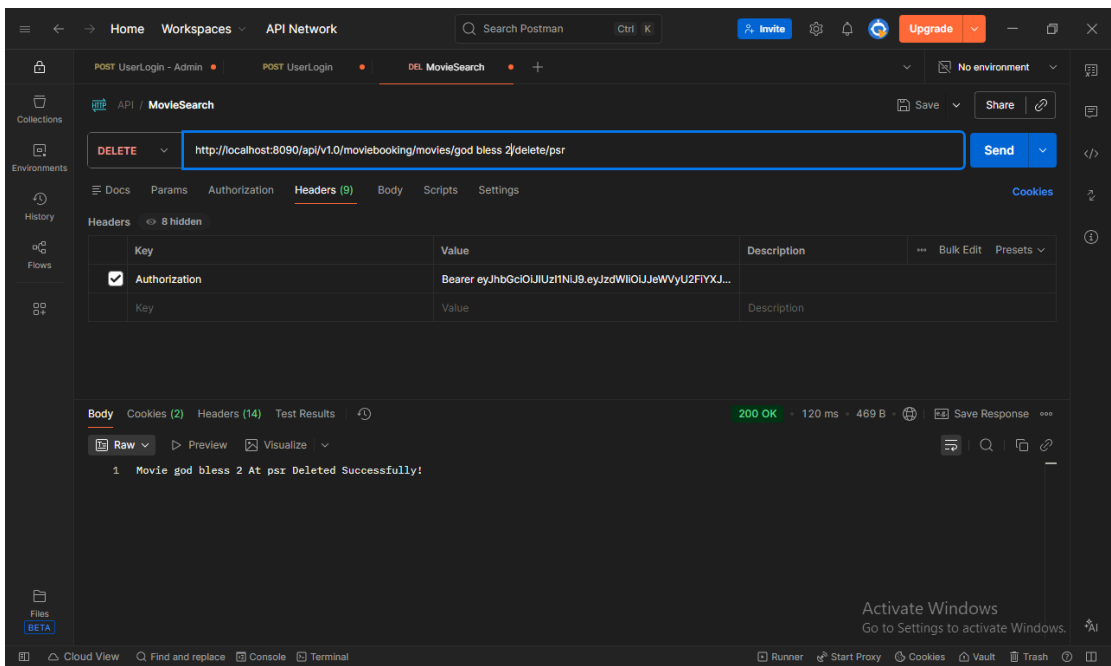 Home Workspaces API Network Search Postman Ctrl K Invite Upgrade
POST UserLogin - Admin POST UserLogin DEL MovieSearch No environment
HTTP API / MovieSearch Save Share
Collections
DELETE http://localhost:8090/api/v1.0/moviebooking/movies/god bless 2/delete/psr Send
Environments
Docs Params Authorization Headers (9) Body Scripts Settings Cookies
History
Headers 8 hidden
Key Value Description Bulk Edit Presets
Flows
Authorization Bearer eyJhbGciOiJIUzI1NiJ9.eyJzdWIiOiJJeWVyU2FiYXJ...
Key Value Description
Body Cookies (2) Headers (14) Test Results 200 OK 120 ms 469 B Save Response
Raw Preview Visualize
1 Movie god bless 2 At psr Deleted Successfully!
Files
BETA
Activate Windows
Go to Settings to activate Windows.
AI
Cloud View Find and replace Console Terminal Runner Start Proxy Cookies Vault Trash